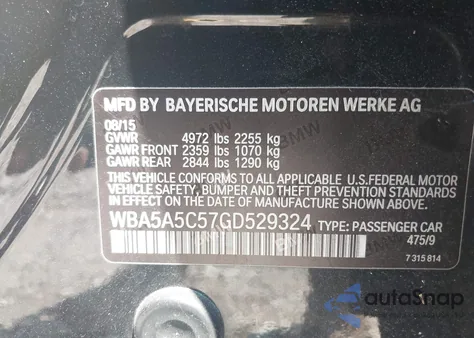 MFD BY BAYERISCHE MOTOREN WERKE AG
08/15
GVWR 4972 lbs 2255 kg
GAWR FRONT 2359 lbs 1070 kg
GAWR REAR 2844 lbs 1290 kg
THIS VEHICLE CONFORMS TO ALL APPLICABLE U.S. FEDERAL MOTOR
VEHICLE SAFETY, BUMPER AND THEFT PREVENTION STANDARDS
IN EFFECT ON THE DATE OF MANUFACTURE SHOWN ABOVE.
WBA5A5C57GD529324 TYPE: PASSENGER CAR
475/9
7 315 814
autoSnap